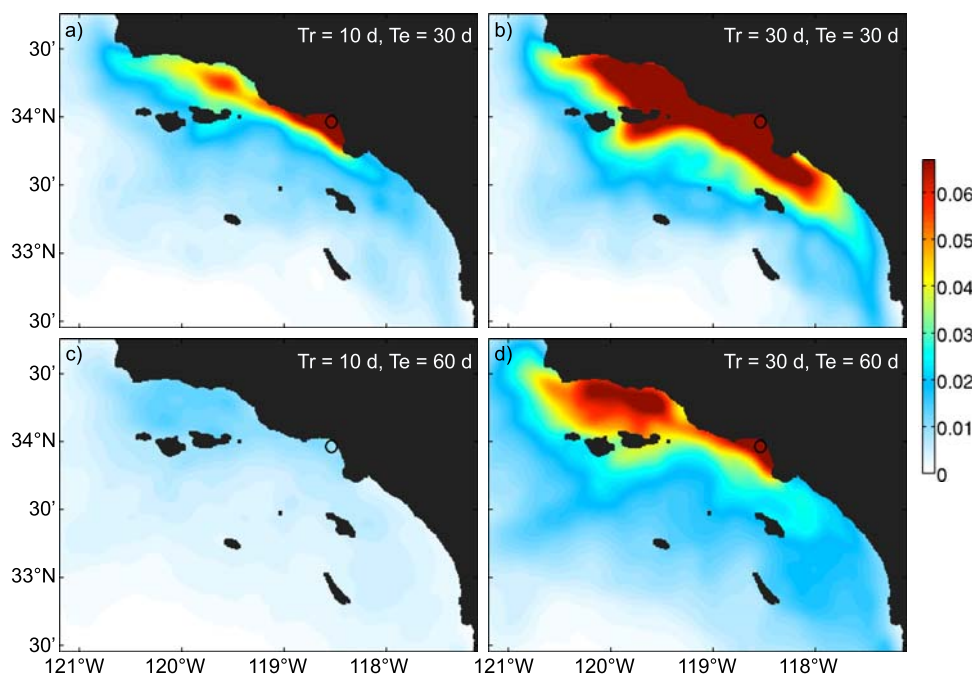 a) Tr = 10 d, Te = 30 d
b) Tr = 30 d, Te = 30 d
30'
34°N
30'
33°N
30'
c) Tr = 10 d, Te = 60 d
d) Tr = 30 d, Te = 60 d
30'
34°N
30'
33°N
30'
121°W 120°W 119°W 118°W
121°W 120°W 119°W 118°W
0.06
0.05
0.04
0.03
0.02
0.01
0